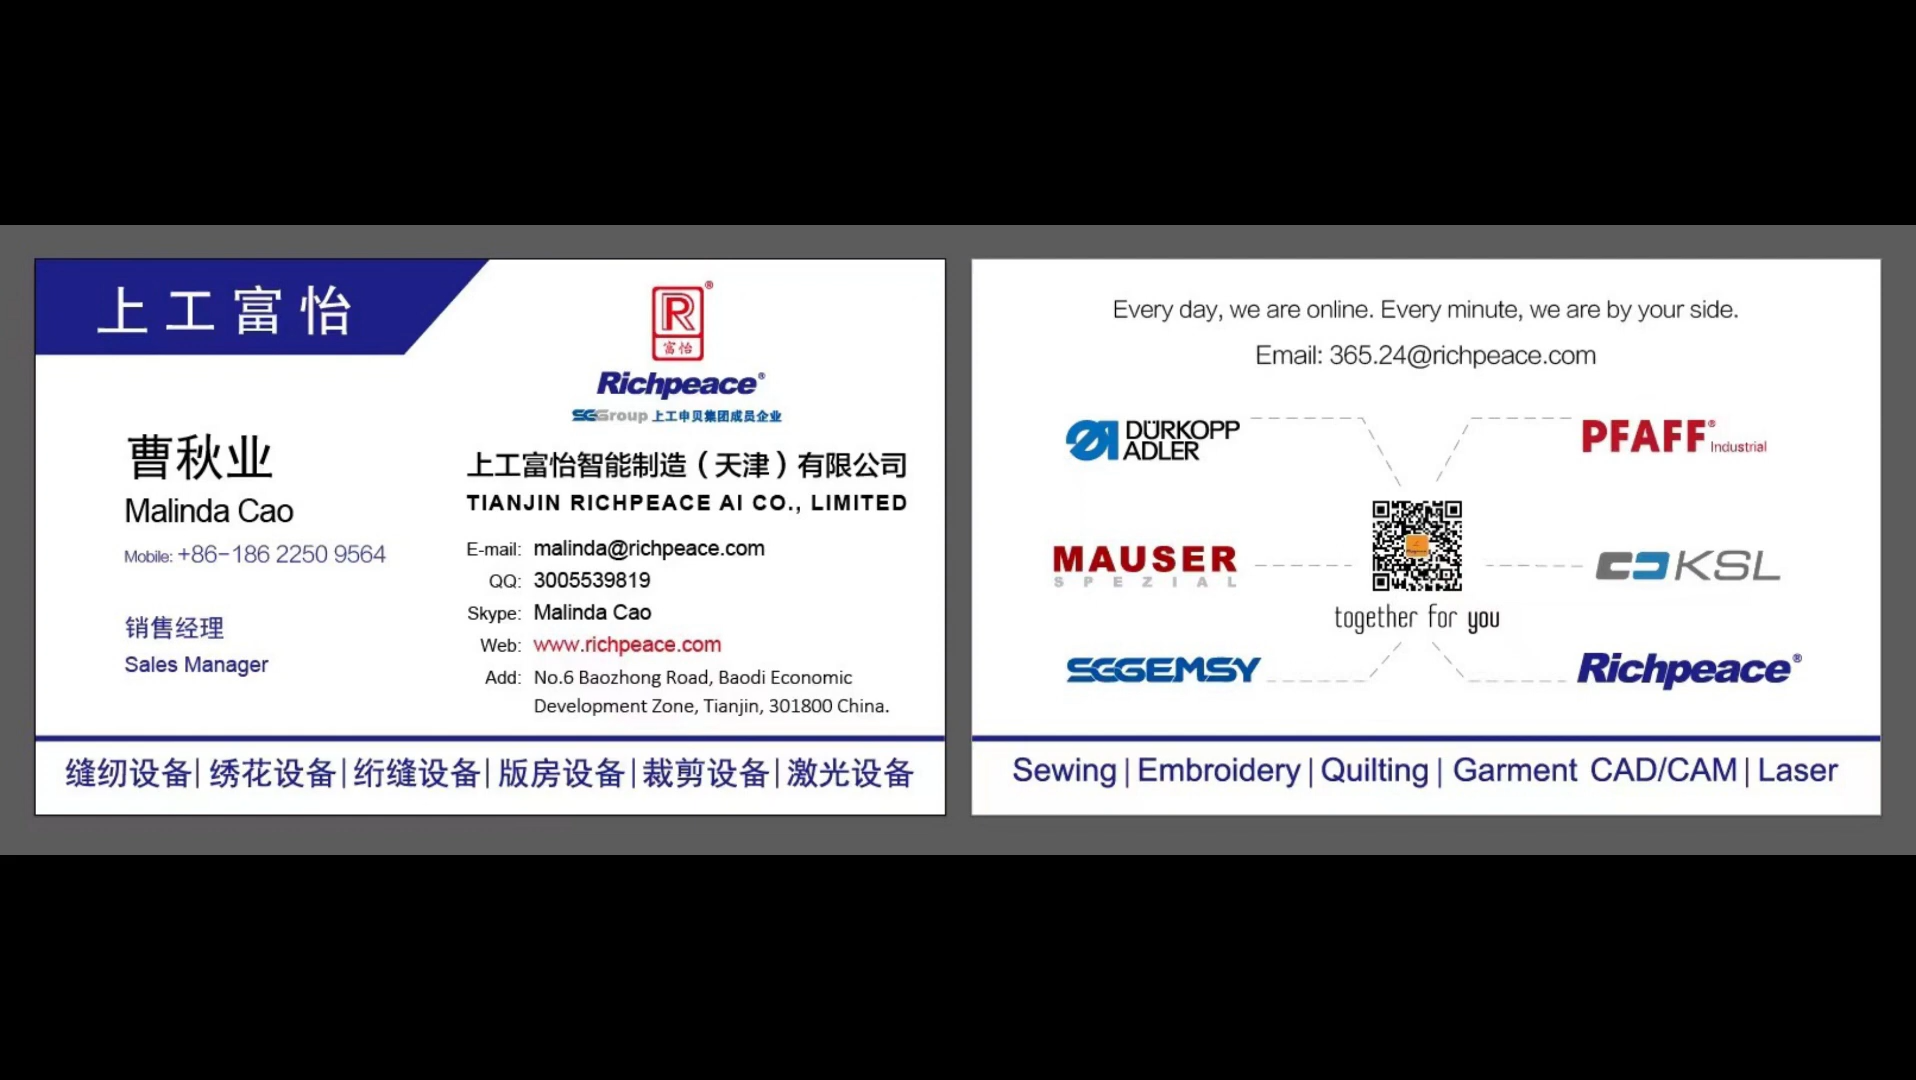 上工富怡
R®
富怡
Richpeace®
SGGroup 上工申贝集团成员企业
曹秋业
Malinda Cao
Mobile: +86-186 2250 9564
销售经理
Sales Manager
上工富怡智能制造（天津）有限公司
TIANJIN RICHPEACE AI CO., LIMITED
E-mail: malinda@richpeace.com
QQ: 3005539819
Skype: Malinda Cao
Web: www.richpeace.com
Add: No.6 Baozhong Road, Baodi Economic
Development Zone, Tianjin, 301800 China.
缝纫设备|绣花设备|绗缝设备|版房设备|裁剪设备|激光设备
Every day, we are online. Every minute, we are by your side.
Email: 365.24@richpeace.com
DÜRKOPP
ADLER
PFAFF® Industrial
MAUSER
SPEZIAL
KSL
together for you
SGGEMSY
Richpeace®
Sewing|Embroidery|Quilting| Garment CAD/CAM|Laser